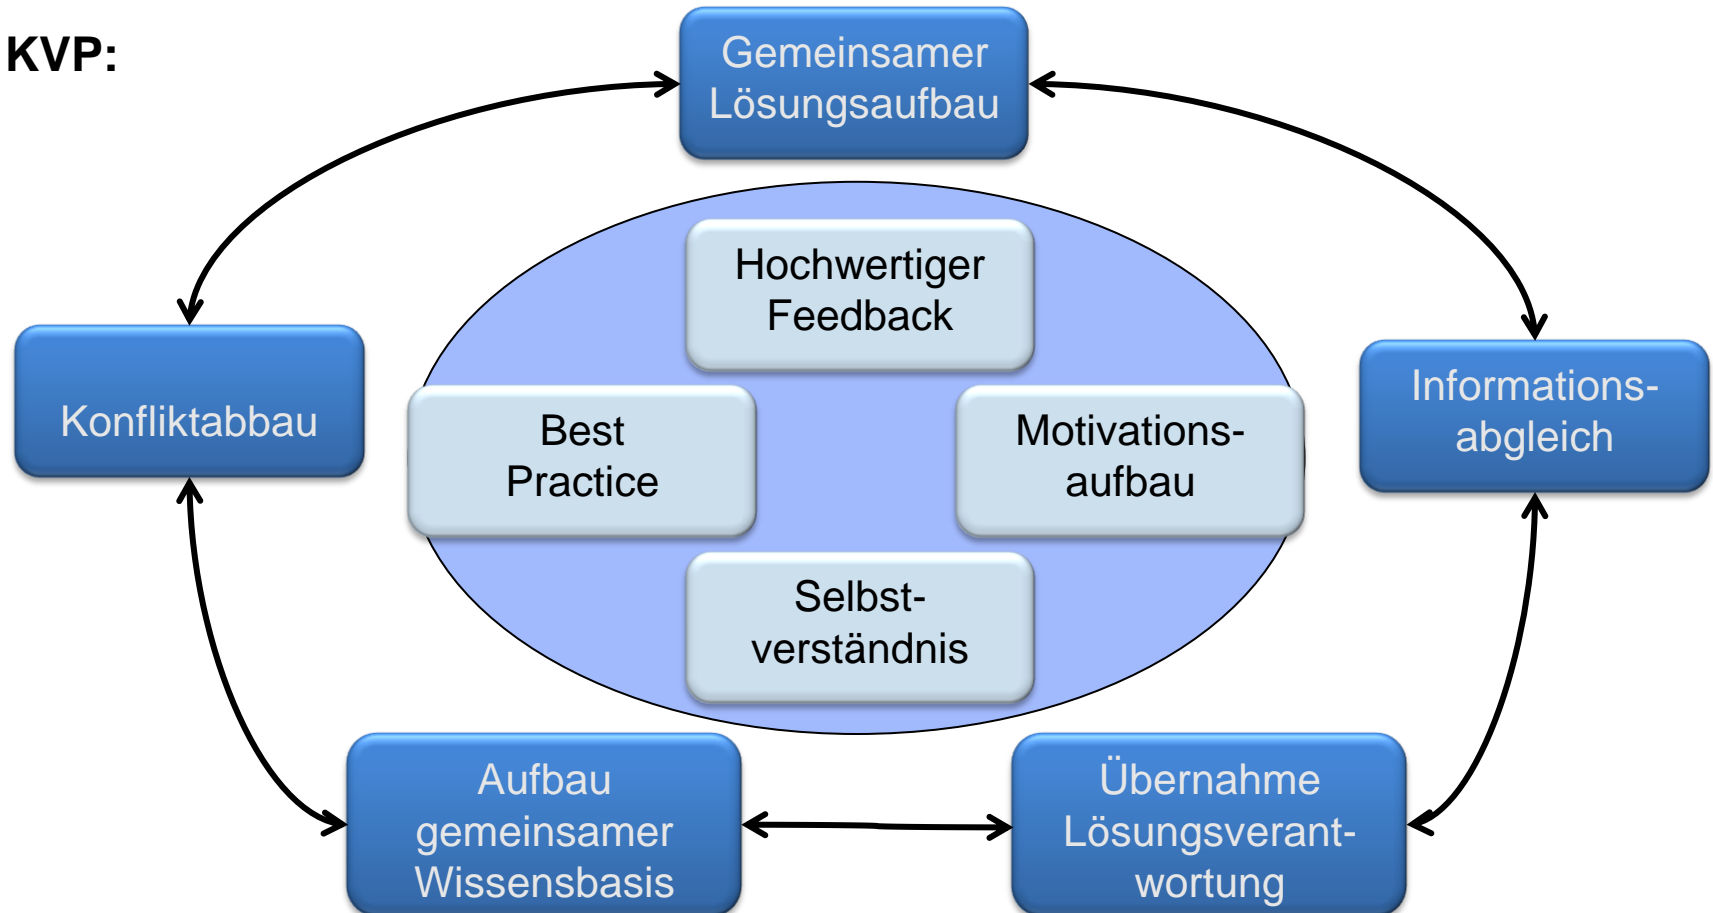 KVP:
Gemeinsamer
Lösungsaufbau
Hochwertiger
Feedback
Konfliktabbau
Best
Practice
Motivations-
aufbau
Informations-
abgleich
Selbst-
verständnis
Aufbau
gemeinsamer
Wissensbasis
Übernahme
Lösungsverant-
wortung